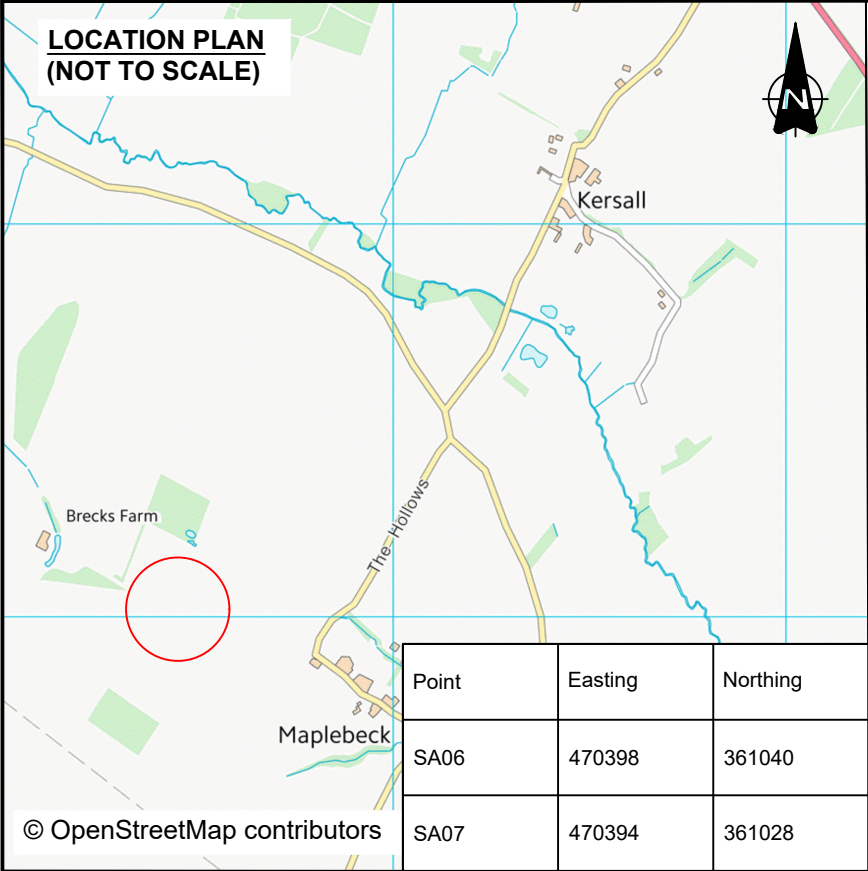 LOCATION PLAN
(NOT TO SCALE)
N
Kersall
Brecks Farm
The Hollows
Maplebeck
Point Easting Northing
SA06 470398 361040
SA07 470394 361028
© OpenStreetMap contributors